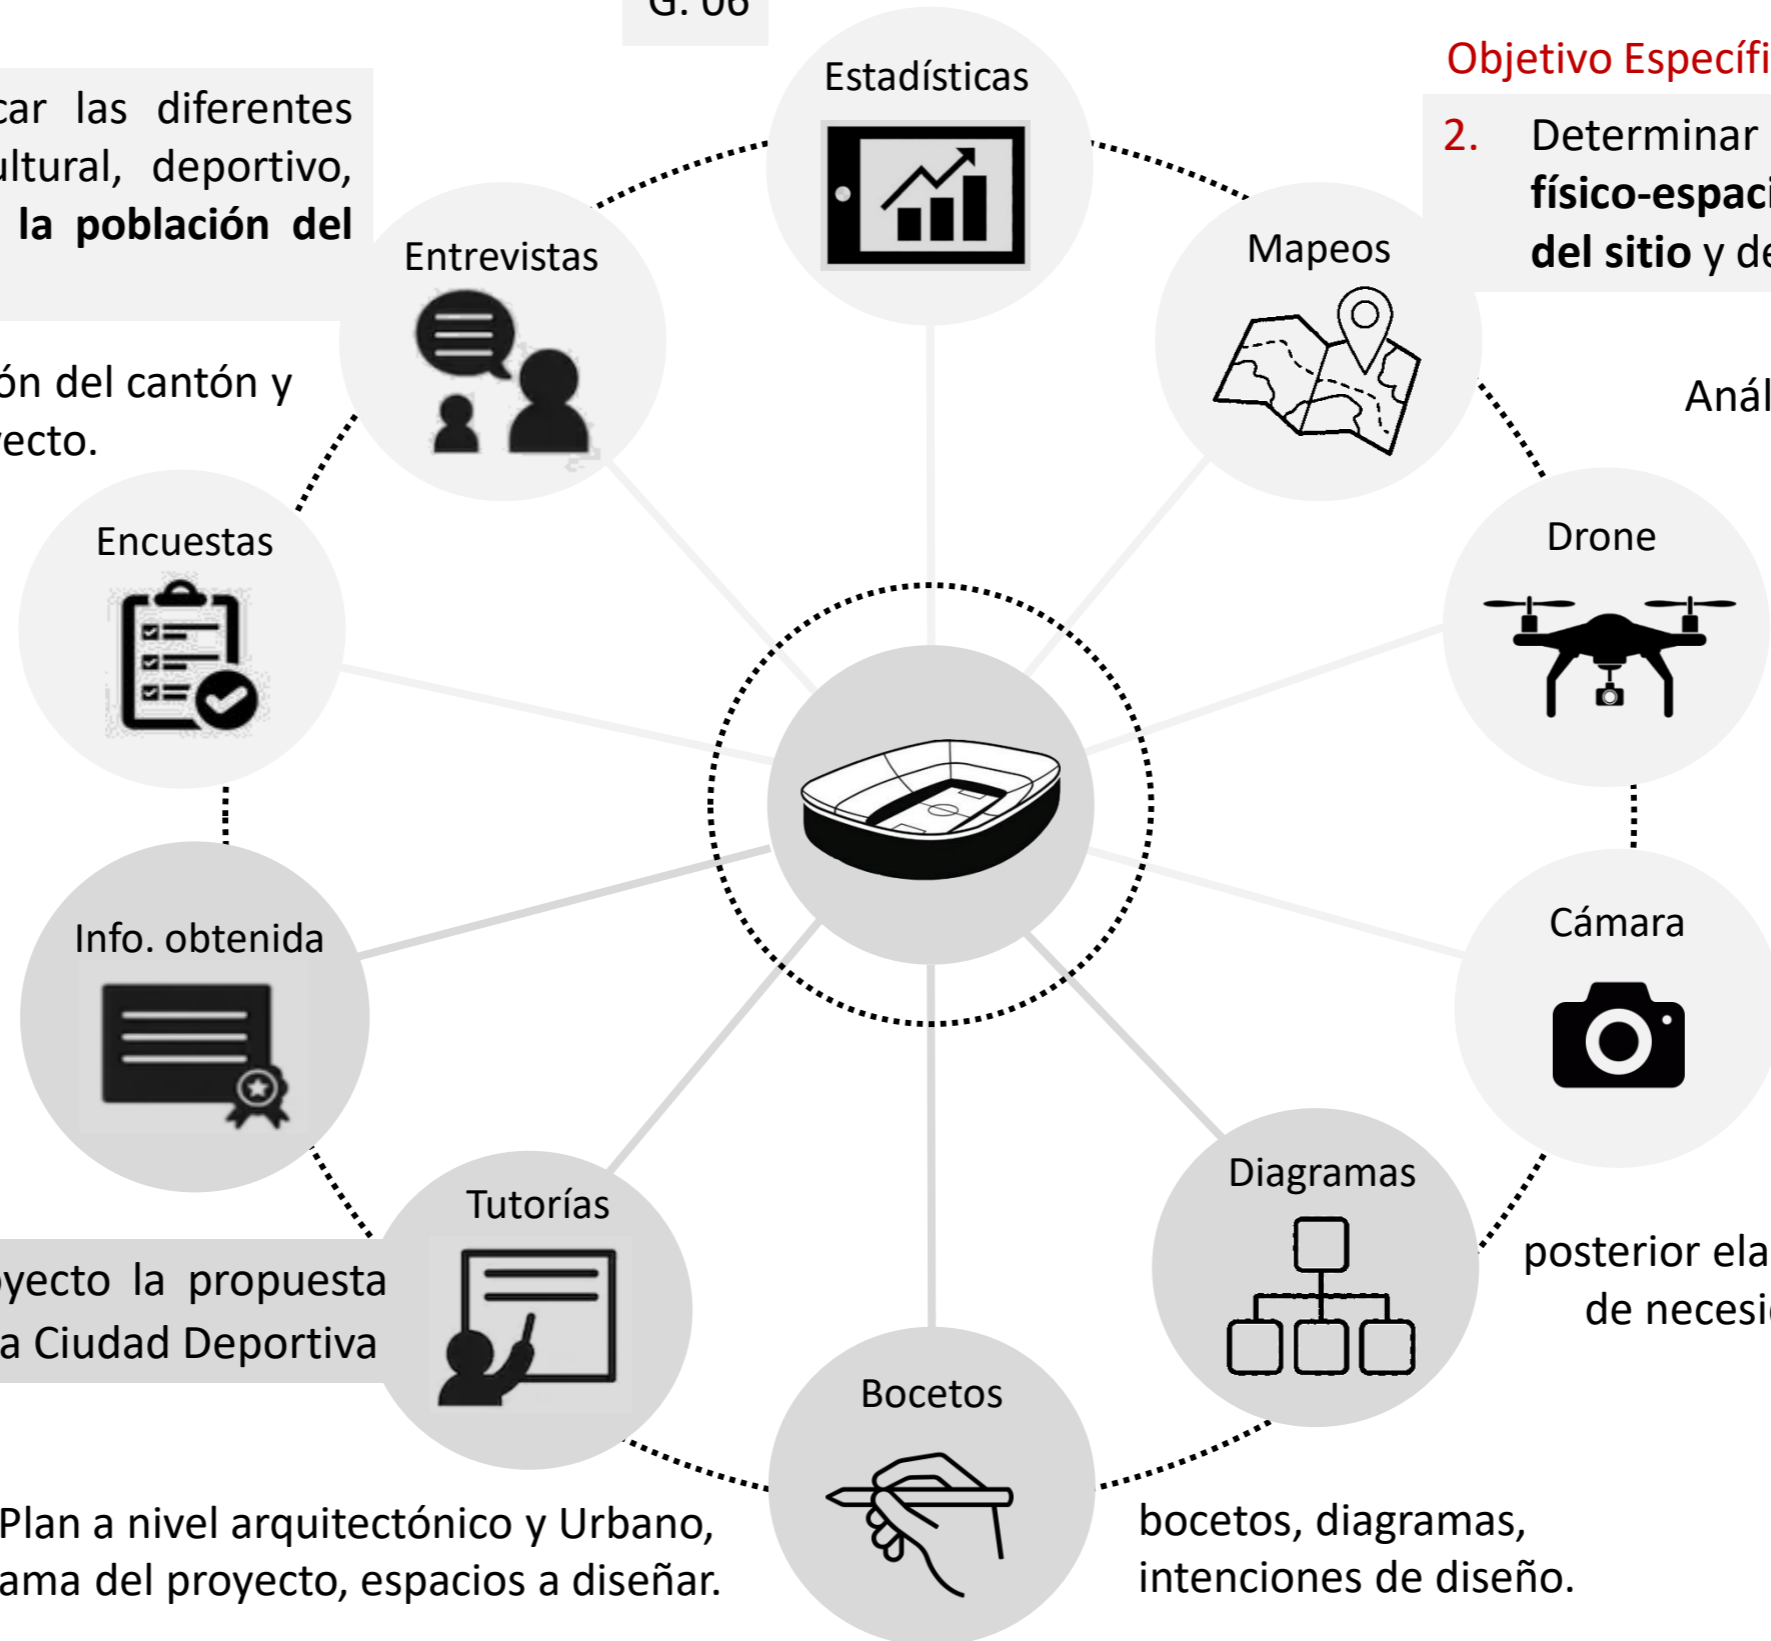 G. 06
Estadísticas
Objetivo Específi
car las diferentes
ultural, deportivo,
la población del
2. Determinar
físico-espaci
del sitio y de
Entrevistas
Mapeos
ón del cantón y
yecto.
Anál
Encuestas
Drone
Info. obtenida
Cámara
Tutorías
Diagramas
oyecto la propuesta
a Ciudad Deportiva
posterior ela
de necesi
Bocetos
Plan a nivel arquitectónico y Urbano,
ama del proyecto, espacios a diseñar.
bocetos, diagramas,
intenciones de diseño.